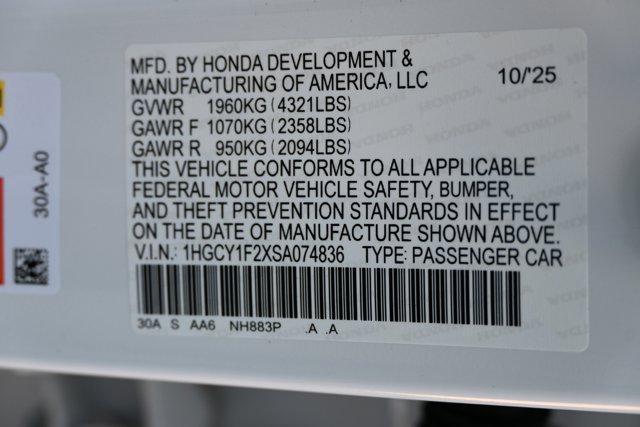 MFD. BY HONDA DEVELOPMENT &
MANUFACTURING OF AMERICA, LLC 10/'25
GVWR 1960KG (4321LBS)
GAWR F 1070KG (2358LBS)
GAWR R 950KG (2094LBS)
THIS VEHICLE CONFORMS TO ALL APPLICABLE
FEDERAL MOTOR VEHICLE SAFETY, BUMPER,
AND THEFT PREVENTION STANDARDS IN EFFECT
ON THE DATE OF MANUFACTURE SHOWN ABOVE.
V.I.N.: 1HGCY1F2XSA074836 TYPE: PASSENGER CAR
30A S AA6 NH883P .A .A
30A-A0